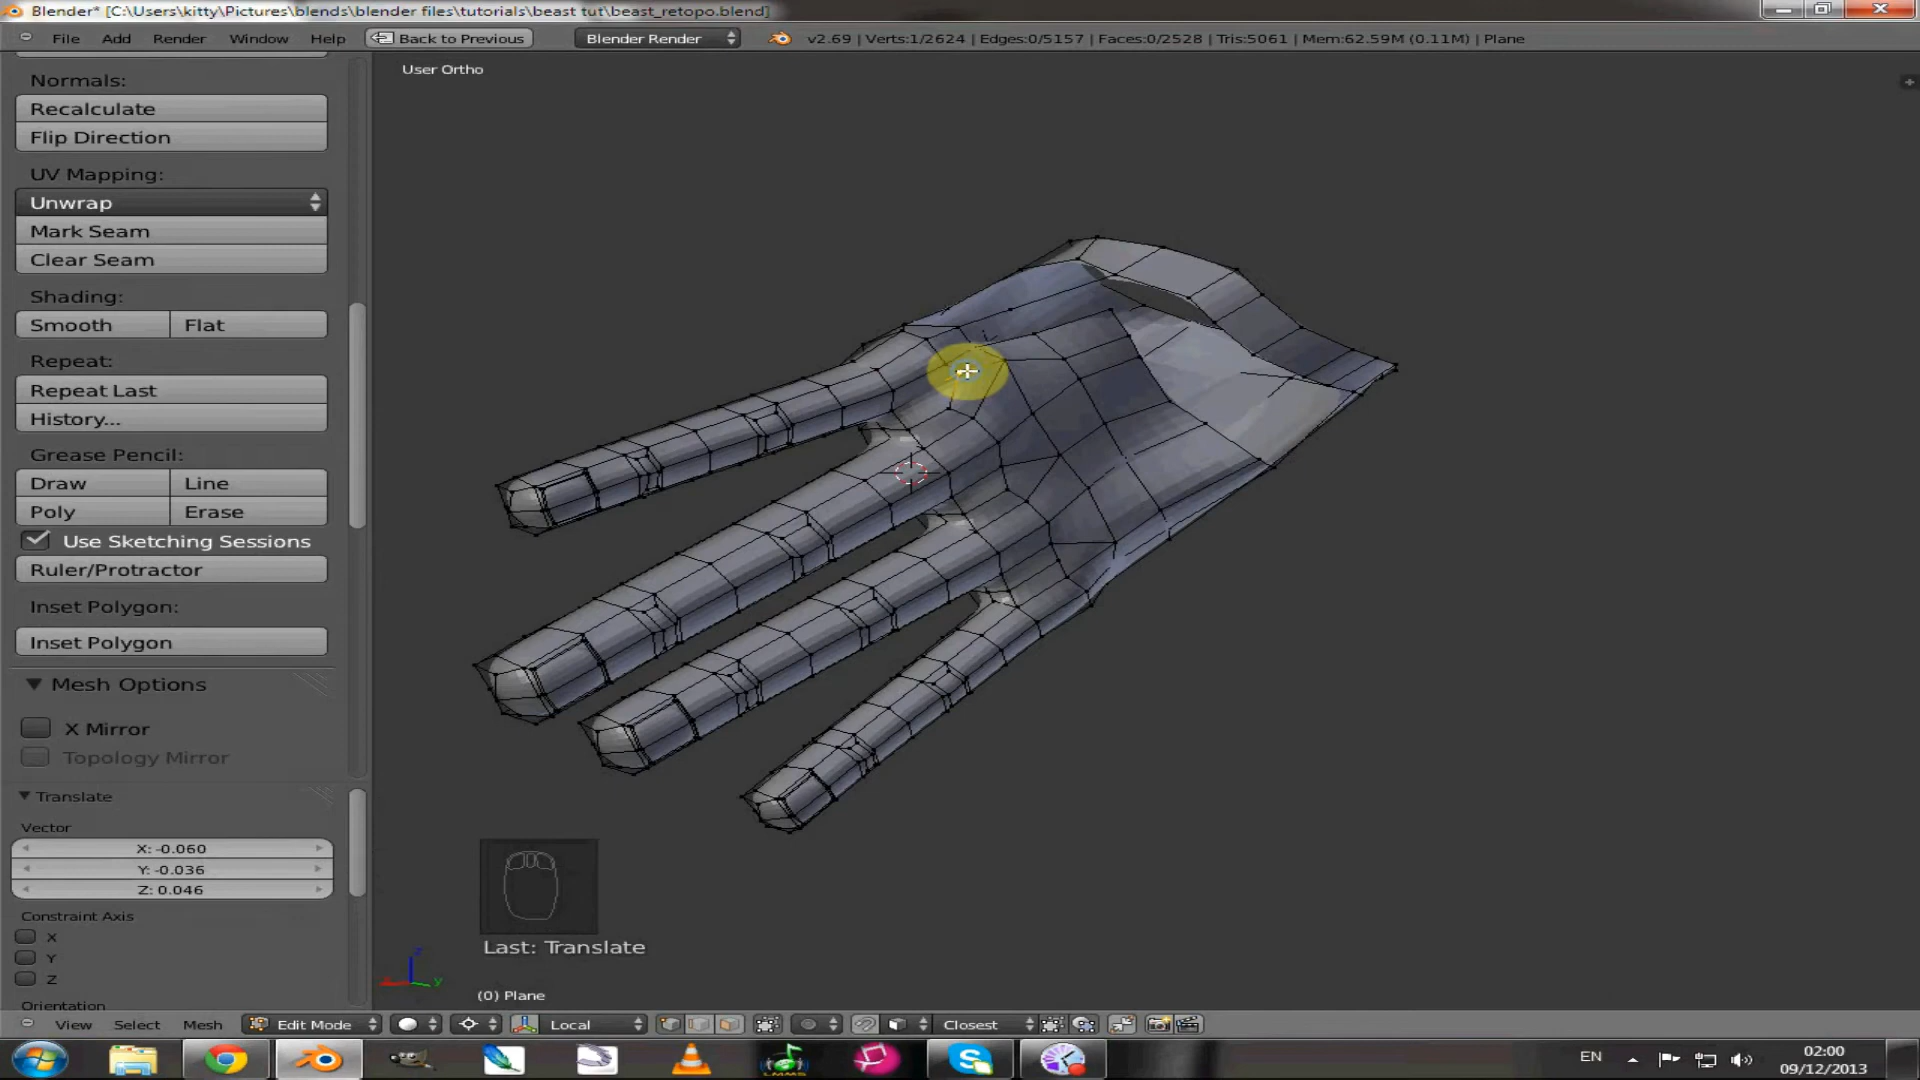 Blender* [C:\Users\kitty\Pictures\blends\blender files\tutorials\beast tut\beast_retopo.blend]
File Add Render Window Help Back to Previous Blender Render v2.69 | Verts:1/2624 | Edges:0/5157 | Faces:0/2528 | Tris:5061 | Mem:62.59M (0.11M) | Plane
User Ortho
Normals:
Recalculate
Flip Direction
UV Mapping:
Unwrap
Mark Seam
Clear Seam
Shading:
Smooth Flat
Repeat:
Repeat Last
History...
Grease Pencil:
Draw Line
Poly Erase
Use Sketching Sessions
Ruler/Protractor
Inset Polygon:
Inset Polygon
Mesh Options
X Mirror
Topology Mirror
Translate
Vector
X: -0.060
Y: -0.036
Z: 0.046
Constraint Axis
X
Y
Z
Orientation
Last: Translate
(0) Plane
View Select Mesh Edit Mode Local Closest
LMMS
EN
02:00
09/12/2013